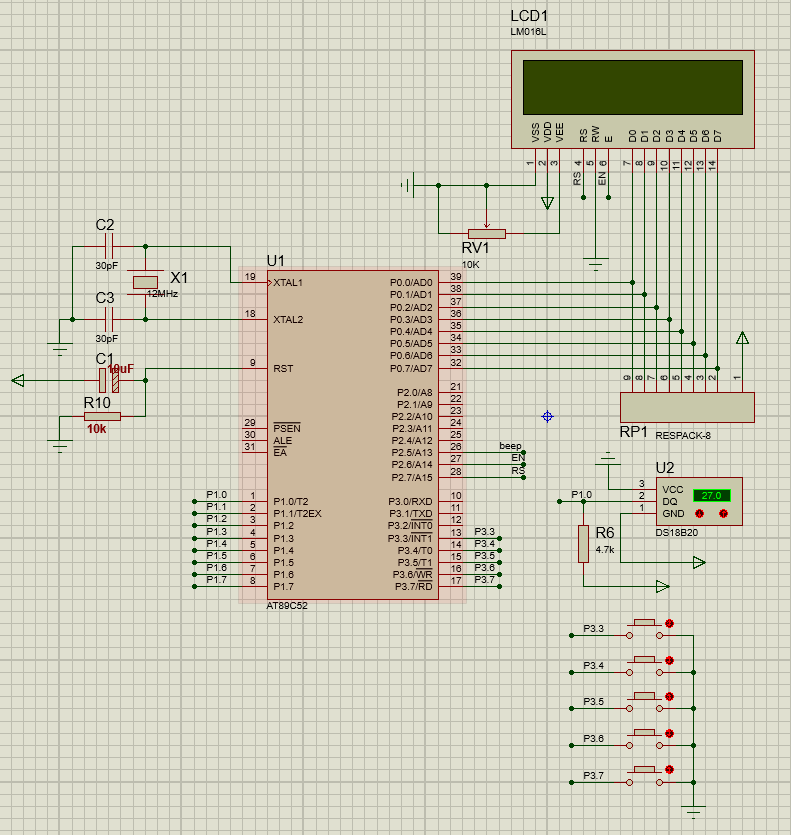 LCD1
LM016L
VSS
VDD
VEE
RS
RW
E
D0
D1
D2
D3
D4
D5
D6
D7
1
2
3
4
5
6
7
8
9
10
11
12
13
14
RS
EN
RV1
10K
C2
30pF
X1
12MHz
C3
30pF
C1
10uF
R10
10k
U1
19
XTAL1
18
XTAL2
9
RST
29
PSEN
30
ALE
31
EA
P1.0
1
P1.0/T2
P1.1
2
P1.1/T2EX
P1.2
3
P1.2
P1.3
4
P1.3
P1.4
5
P1.4
P1.5
6
P1.5
P1.6
7
P1.6
P1.7
8
P1.7
P0.0/AD0
39
P0.1/AD1
38
P0.2/AD2
37
P0.3/AD3
36
P0.4/AD4
35
P0.5/AD5
34
P0.6/AD6
33
P0.7/AD7
32
P2.0/A8
21
P2.1/A9
22
P2.2/A10
23
P2.3/A11
24
P2.4/A12
25
P2.5/A13
26
beep
P2.6/A14
27
EN
P2.7/A15
28
RS
P3.0/RXD
10
P3.1/TXD
11
P3.2/INT0
12
P3.3/INT1
13
P3.3
P3.4/T0
14
P3.4
P3.5/T1
15
P3.5
P3.6/WR
16
P3.6
P3.7/RD
17
P3.7
AT89C52
9
8
7
6
5
4
3
2
1
RP1
RESPACK-8
U2
3
VCC
2
DQ
1
GND
27.0
DS18B20
P1.0
R6
4.7k
P3.3
P3.4
P3.5
P3.6
P3.7